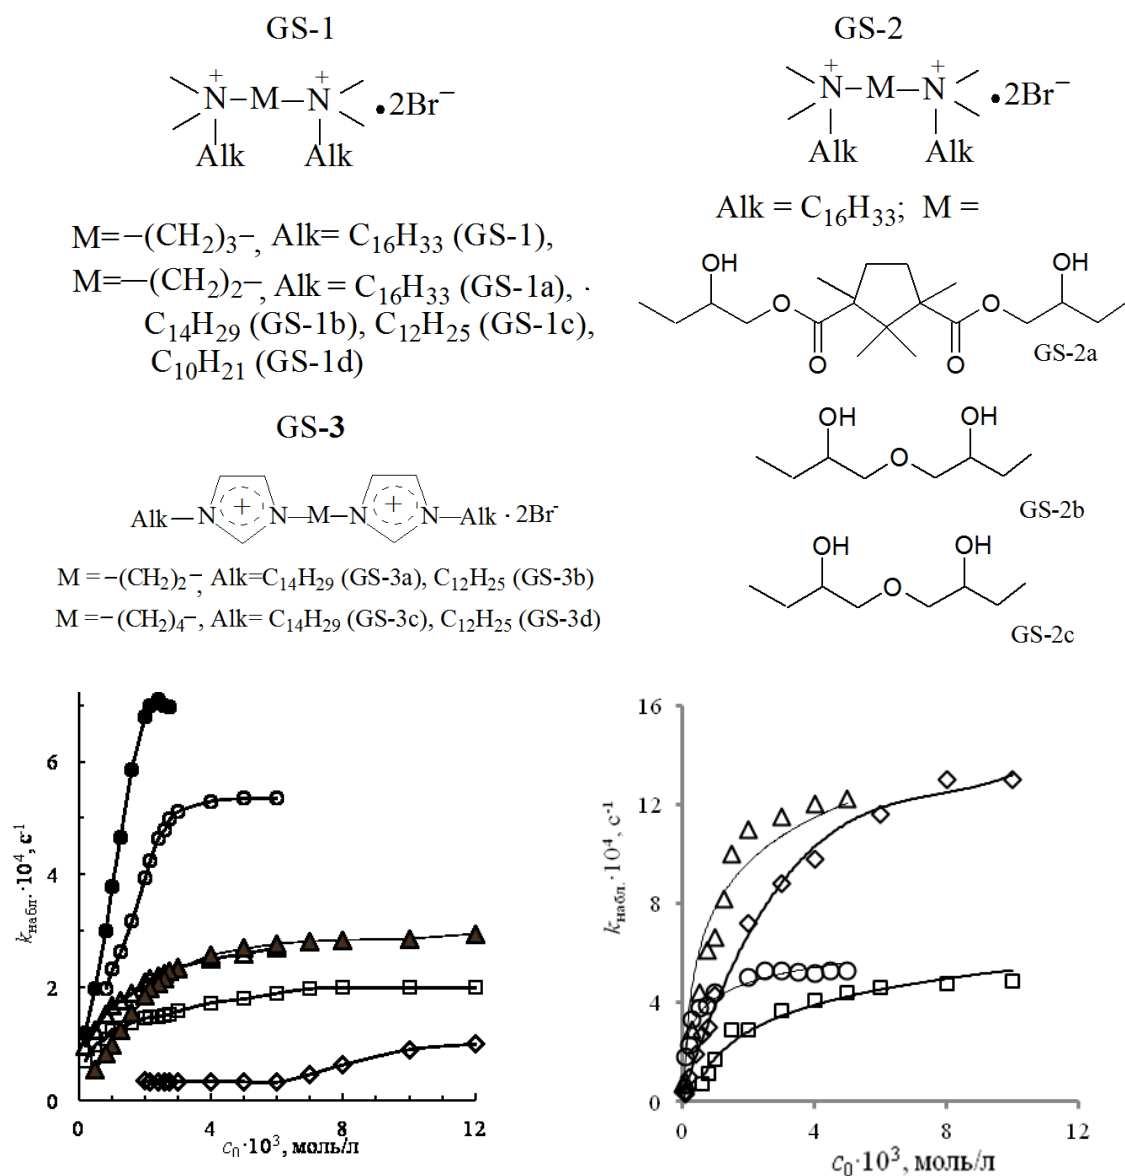 GS-1
N⁺–M–N⁺ •2Br⁻
Alk Alk
M=–(CH₂)₃–, Alk= C₁₆H₃₃ (GS-1),
M=–(CH₂)₂–, Alk = C₁₆H₃₃ (GS-1a), ·
C₁₄H₂₉ (GS-1b), C₁₂H₂₅ (GS-1c),
C₁₀H₂₁ (GS-1d)
GS-3
Alk–N + N–M–N + N–Alk · 2Br⁻
M =–(CH₂)₂–, Alk=C₁₄H₂₉ (GS-3a), C₁₂H₂₅ (GS-3b)
M =–(CH₂)₄–, Alk= C₁₄H₂₉ (GS-3c), C₁₂H₂₅ (GS-3d)
GS-2
N⁺–M–N⁺ •2Br⁻
Alk Alk
Alk = C₁₆H₃₃; M =
OH OH
O O
O O
GS-2a
OH OH
O
GS-2b
OH OH
O
GS-2c
kнабл·10⁴, с⁻¹
6
4
2
0
0 4 8 12
c₀·10³, моль/л
kнабл.·10⁴, с⁻¹
16
12
8
4
0
0 4 8 12
c₀·10³, моль/л